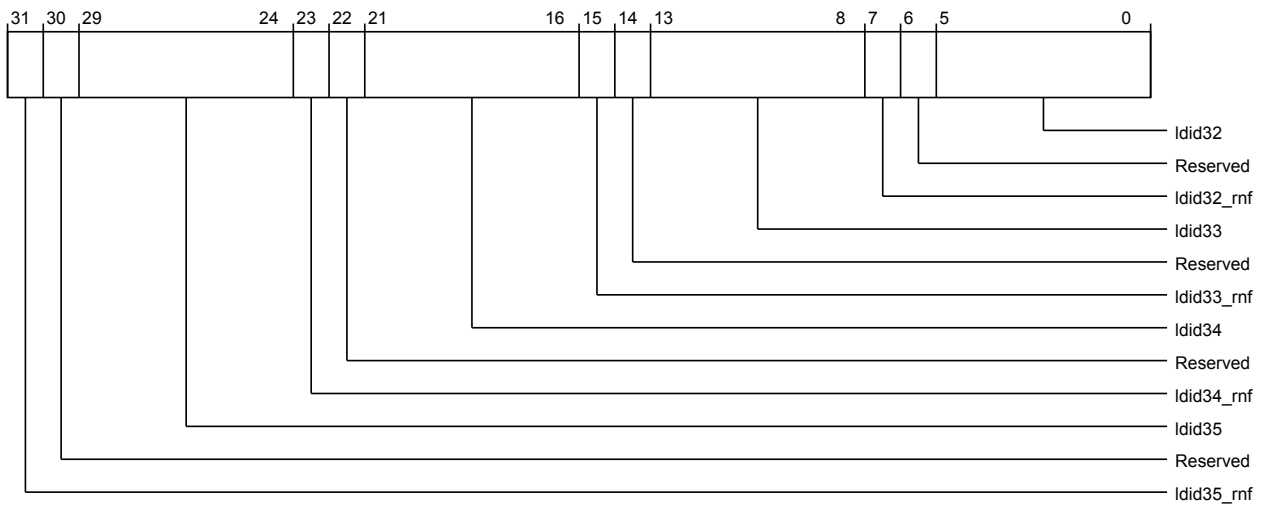 31 30 29 24 23 22 21 16 15 14 13 8 7 6 5 0
ldid32
Reserved
ldid32_rnf
ldid33
Reserved
ldid33_rnf
ldid34
Reserved
ldid34_rnf
ldid35
Reserved
ldid35_rnf